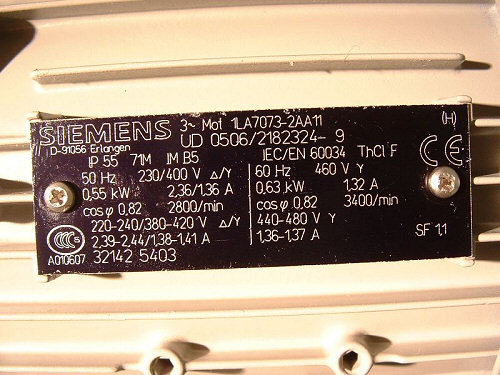 (H)
SIEMENS 3~ Mot 1LA7073-2AA11
D-91056 Erlangen UD 0506/2182324-9
IP 55 71M IM B5 IEC/EN 60034 ThCl F
50 Hz 230/400 V △/Y 60 Hz 460 V Y
0,55 kW 2,36/1,36 A 0,63 kW 1,32 A
cosφ 0,82 2800/min cosφ 0,82 3400/min
220-240/380-420 V △/Y 440-480 V Y
2,39-2,44/1,38-1,41 A 1,36-1,37 A SF 1,1
CE
CCC S
A010607 32142 5403